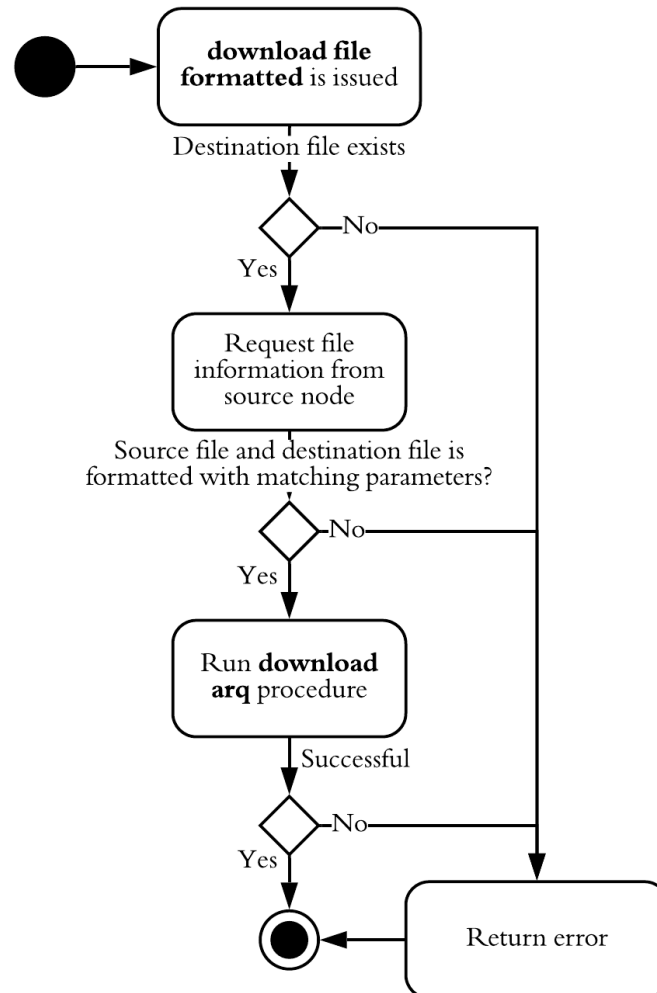 download file
formatted is issued
Destination file exists
No
Yes
Request file
information from
source node
Source file and destination file is
formatted with matching parameters?
No
Yes
Run download
arq procedure
Successful
No
Yes
Return error